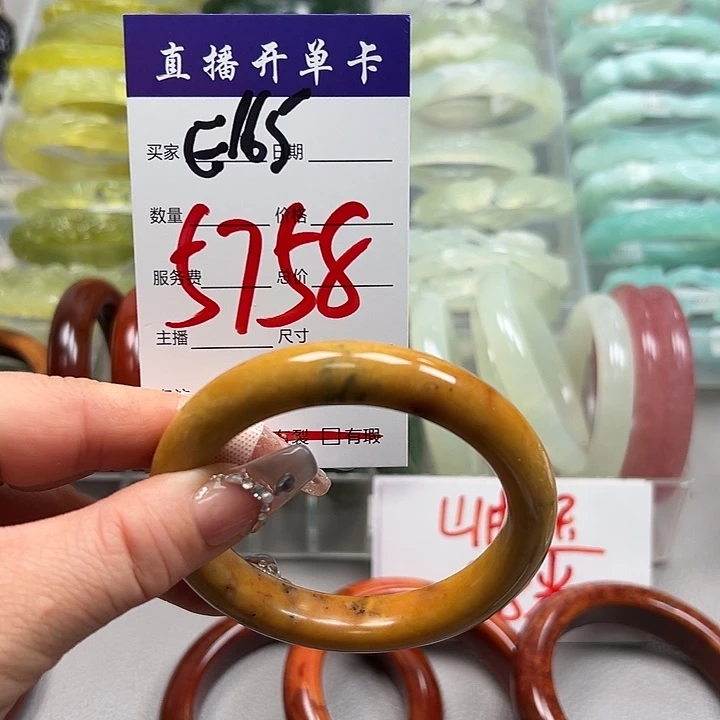 直播开单卡
买家 E165 日期
数量 价格
5758
服务费 总价
主播 尺寸
有裂 □有瑕